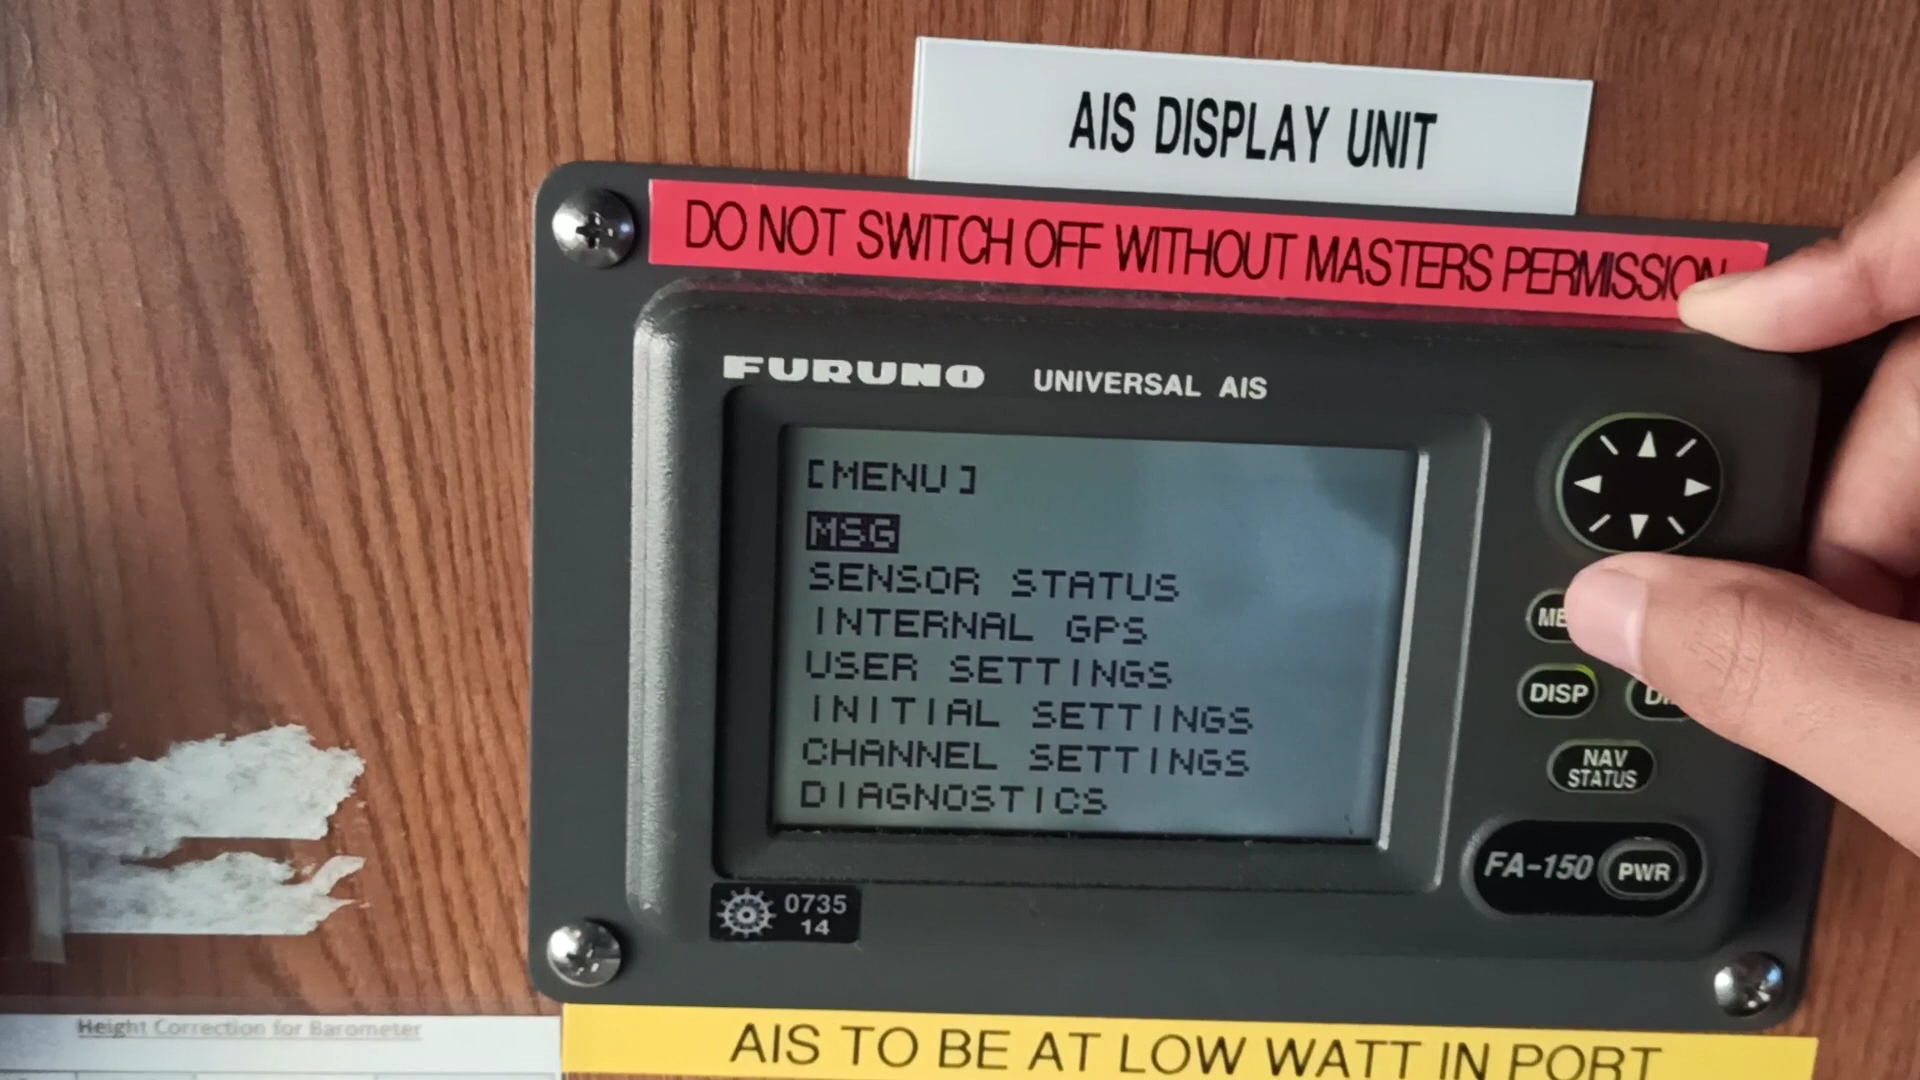 AIS DISPLAY UNIT
DO NOT SWITCH OFF WITHOUT MASTERS PERMISSION
FURUNO UNIVERSAL AIS
[MENU]
MSG
SENSOR STATUS
INTERNAL GPS
USER SETTINGS
INITIAL SETTINGS
CHANNEL SETTINGS
DIAGNOSTICS
DISP
NAV
STATUS
FA-150 PWR
0735
14
Height Correction for Barometer
AIS TO BE AT LOW WATT IN PORT